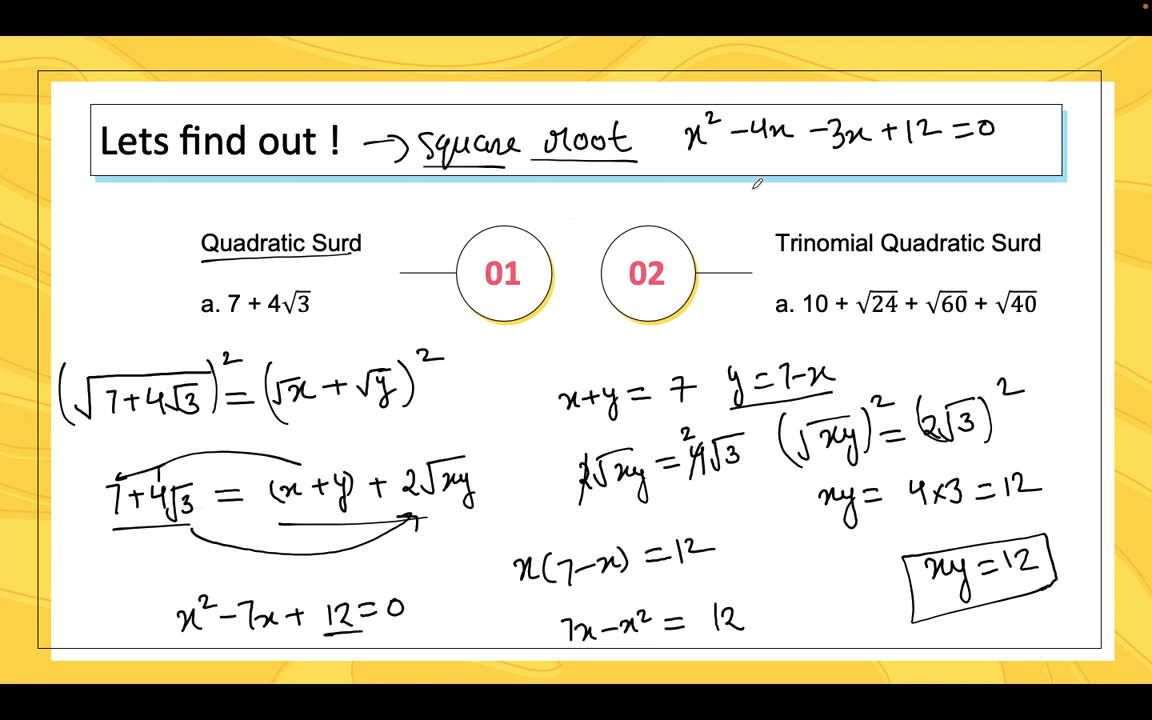 Lets find out ! → square root x² - 4x - 3x + 12 = 0
Quadratic Surd
01
02
Trinomial Quadratic Surd
a. 7 + 4√3
a. 10 + √24 + √60 + √40
(√7+4√3)² = (√x + √y)²
x+y = 7 y = 7-x
2√xy = 4√3 2 (√xy)² = (2√3)²
7+4√3 = (x+y) + 2√xy
xy = 4×3 = 12
x(7-x) = 12
xy = 12
x² - 7x + 12 = 0
7x - x² = 12